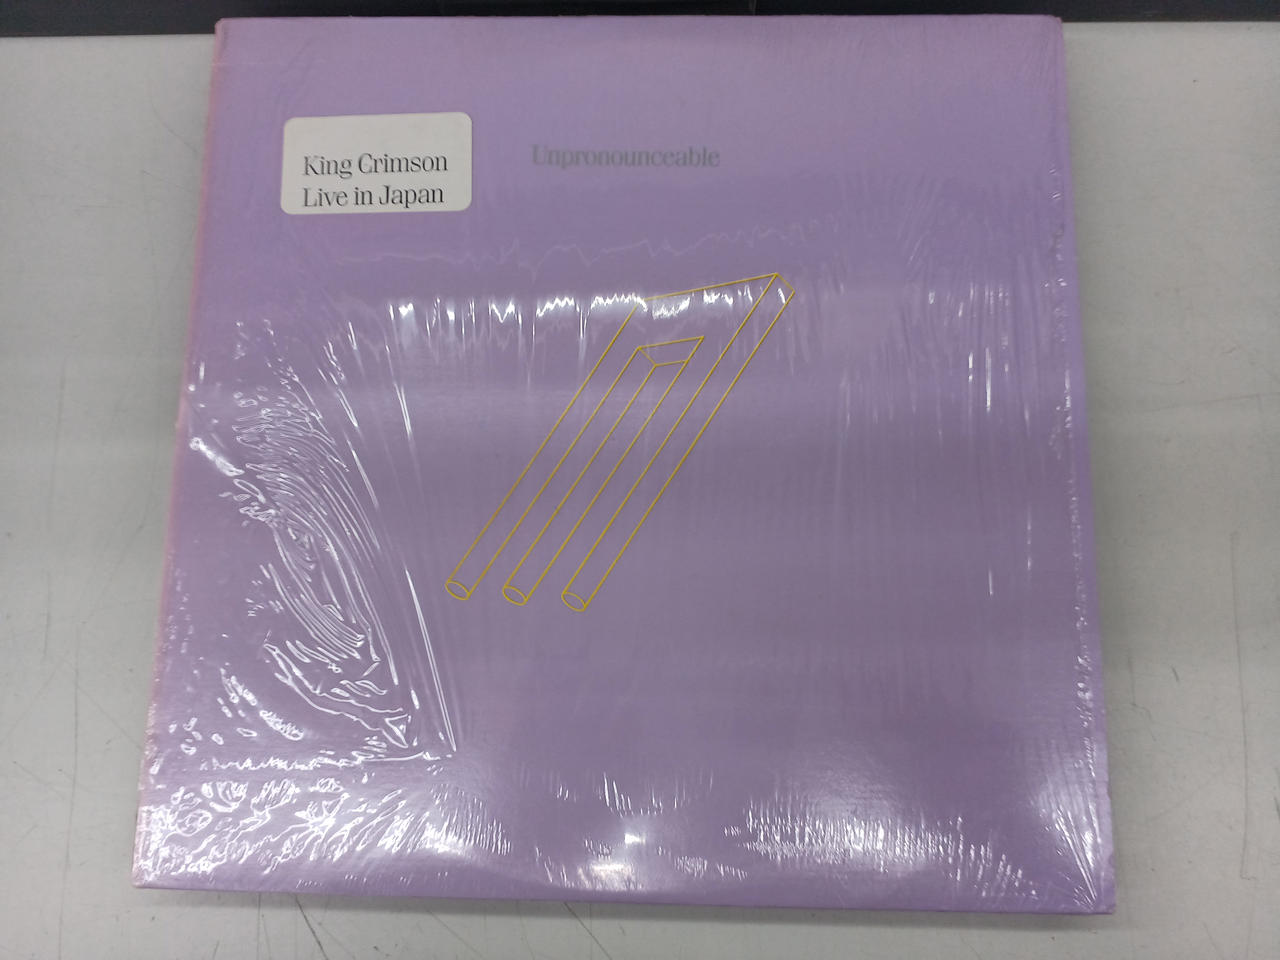 King Crimson
Live in Japan
Unpronounceable